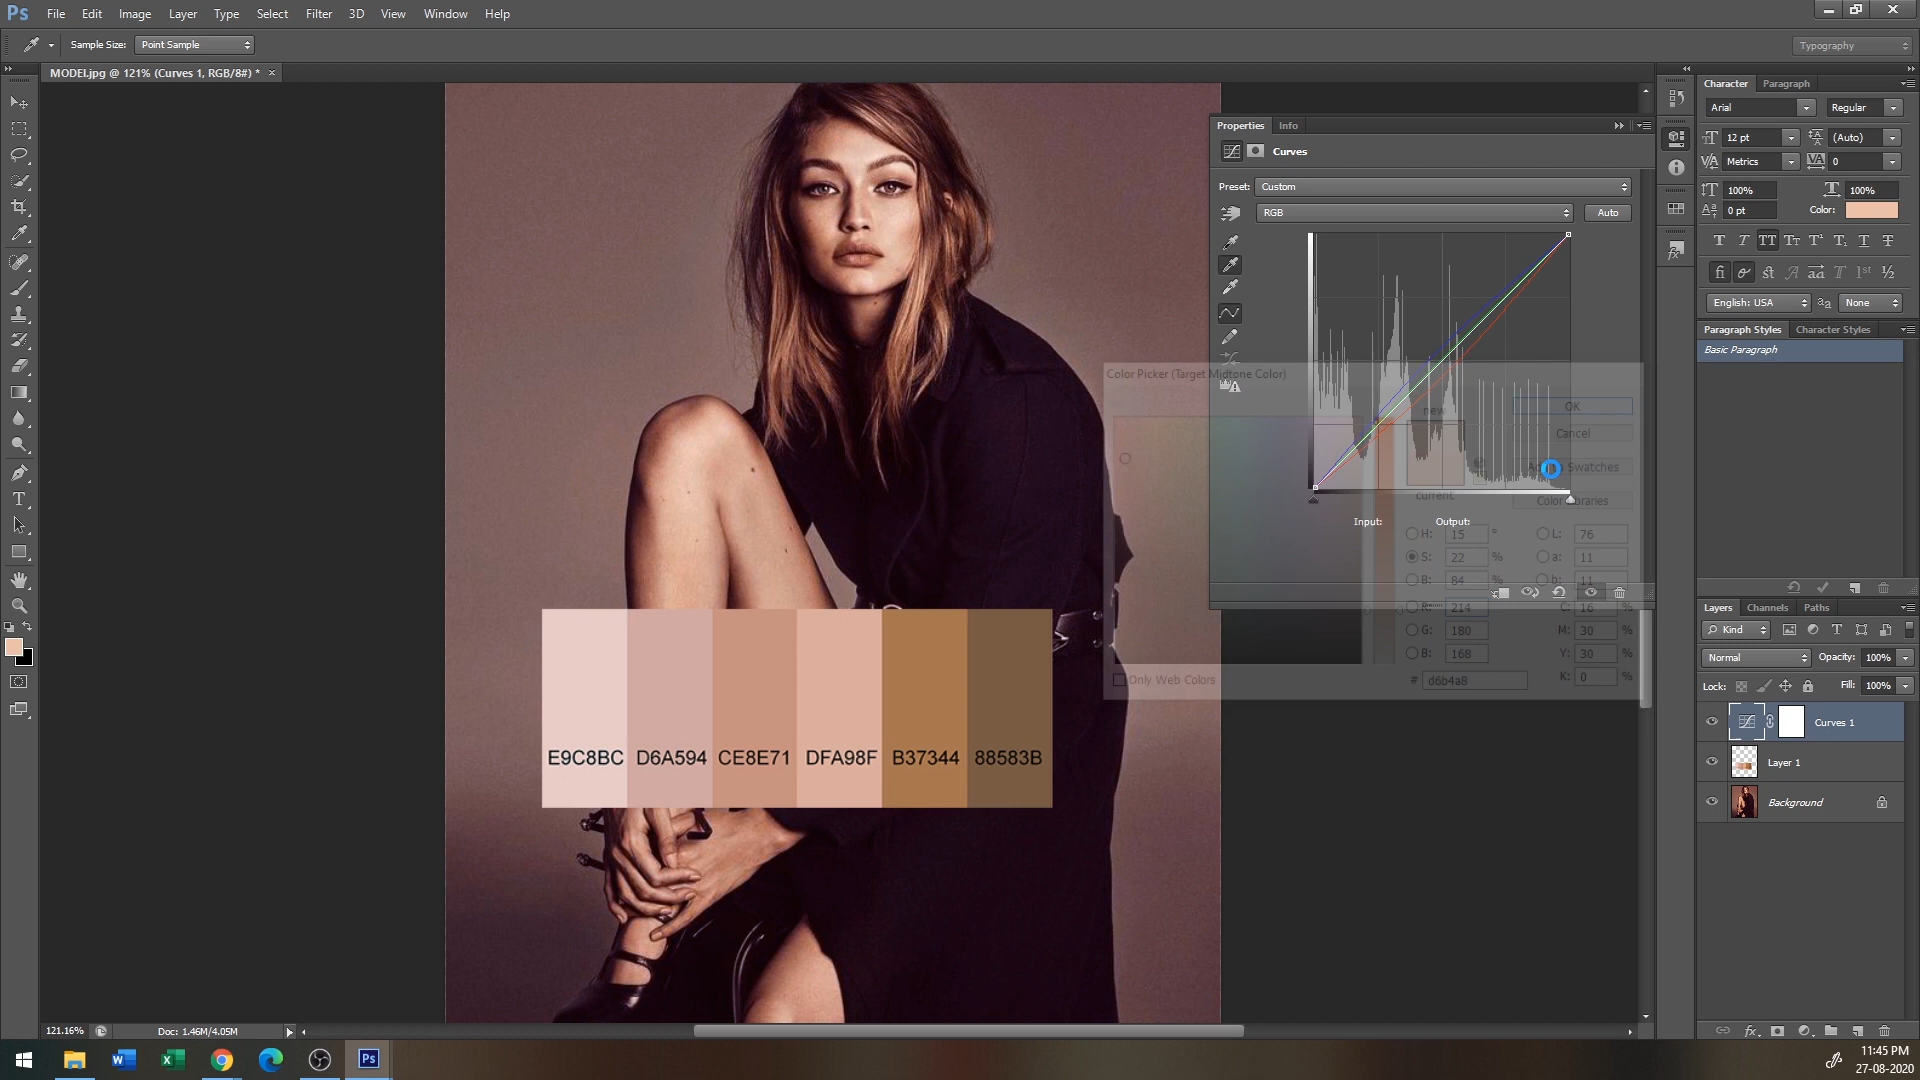 Ps File Edit Image Layer Type Select Filter 3D View Window Help
Sample Size: Point Sample Typography
MODEl.jpg @ 121% (Curves 1, RGB/8#) * ×
Properties Info
Curves
Preset: Custom
RGB Auto
Color Picker (Target Midtone Color)
new
OK
Cancel
Swatches
current
Input: Output:
H: 15 ° L: 76
S: 22 % a: 11
B: 84 % b: 11
R: 214 C: 16 %
G: 180 M: 30 %
B: 168 Y: 30 %
# d6b4a8 K: 0 %
Only Web Colors
E9C8BC D6A594 CE8E71 DFA98F B37344 88583B
Character Paragraph
Arial Regular
12 pt (Auto)
Metrics 0
100% 100%
0 pt Color:
English: USA None
Paragraph Styles Character Styles
Basic Paragraph
Layers Channels Paths
Kind
Normal Opacity: 100%
Lock: Fill: 100%
Curves 1
Layer 1
Background
121.16% Doc: 1.46M/4.05M
Ps
11:45 PM
27-08-2020